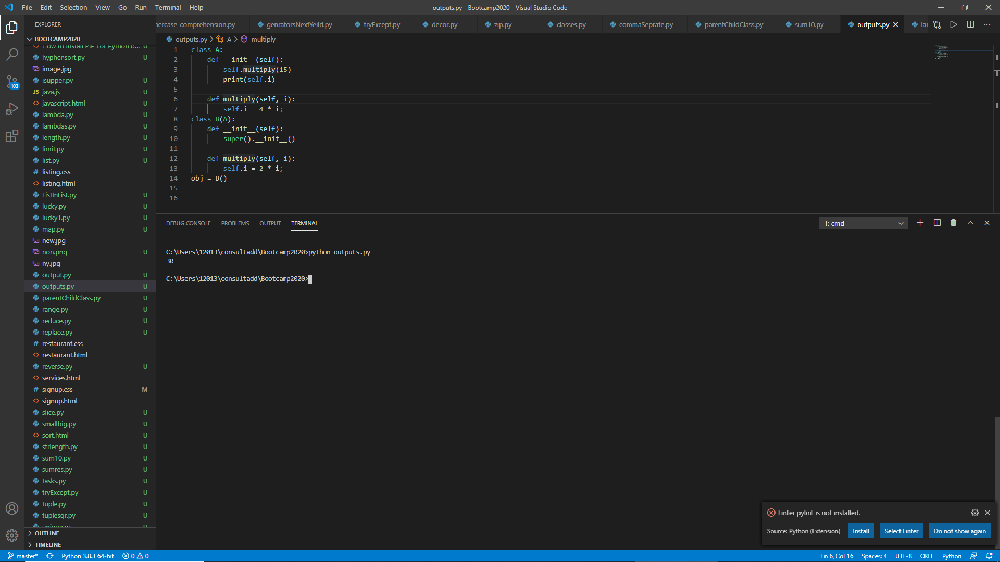 File Edit Selection View Go Run Terminal Help
outputs.py - Bootcamp2020 - Visual Studio Code
EXPLORER
percase_comprehension.py
genratorsNextYeild.py
tryExcept.py
decor.py
zip.py
classes.py
commaSeprate.py
parentChildClass.py
sum10.py
outputs.py
BOOTCAMP2020
How to Install PIP For Python o... U
hyphensort.py U
image.jpg
isupper.py U
103
JS java.js U
javascript.html U
lambda.py U
lambdas.py U
length.py U
limit.py U
list.py U
# listing.css
listing.html
ListInList.py U
lucky.py U
lucky1.py U
map.py U
new.jpg
non.png U
ny.jpg
output.py U
outputs.py U
parentChildClass.py U
range.py U
reduce.py U
replace.py U
# restaurant.css
restaurant.html
reverse.py U
services.html
# signup.css M
signup.html
slice.py U
smallbig.py U
sort.html U
strlength.py U
sum10.py U
sumres.py U
tasks.py U
tryExcept.py U
tuple.py U
tuplesqr.py U
unique.py U
OUTLINE
TIMELINE
outputs.py > A > multiply
1 class A:
2 def __init__(self):
3 self.multiply(15)
4 print(self.i)
5
6 def multiply(self, i):
7 self.i = 4 * i;
8 class B(A):
9 def __init__(self):
10 super().__init__()
11
12 def multiply(self, i):
13 self.i = 2 * i;
14 obj = B()
15
16
DEBUG CONSOLE PROBLEMS OUTPUT TERMINAL
1: cmd
C:\Users\12013\consultadd\Bootcamp2020>python outputs.py
30
C:\Users\12013\consultadd\Bootcamp2020>
Linter pylint is not installed.
Source: Python (Extension)
Install
Select Linter
Do not show again
master* Python 3.8.3 64-bit 0 0
Ln 6, Col 16 Spaces: 4 UTF-8 CRLF Python